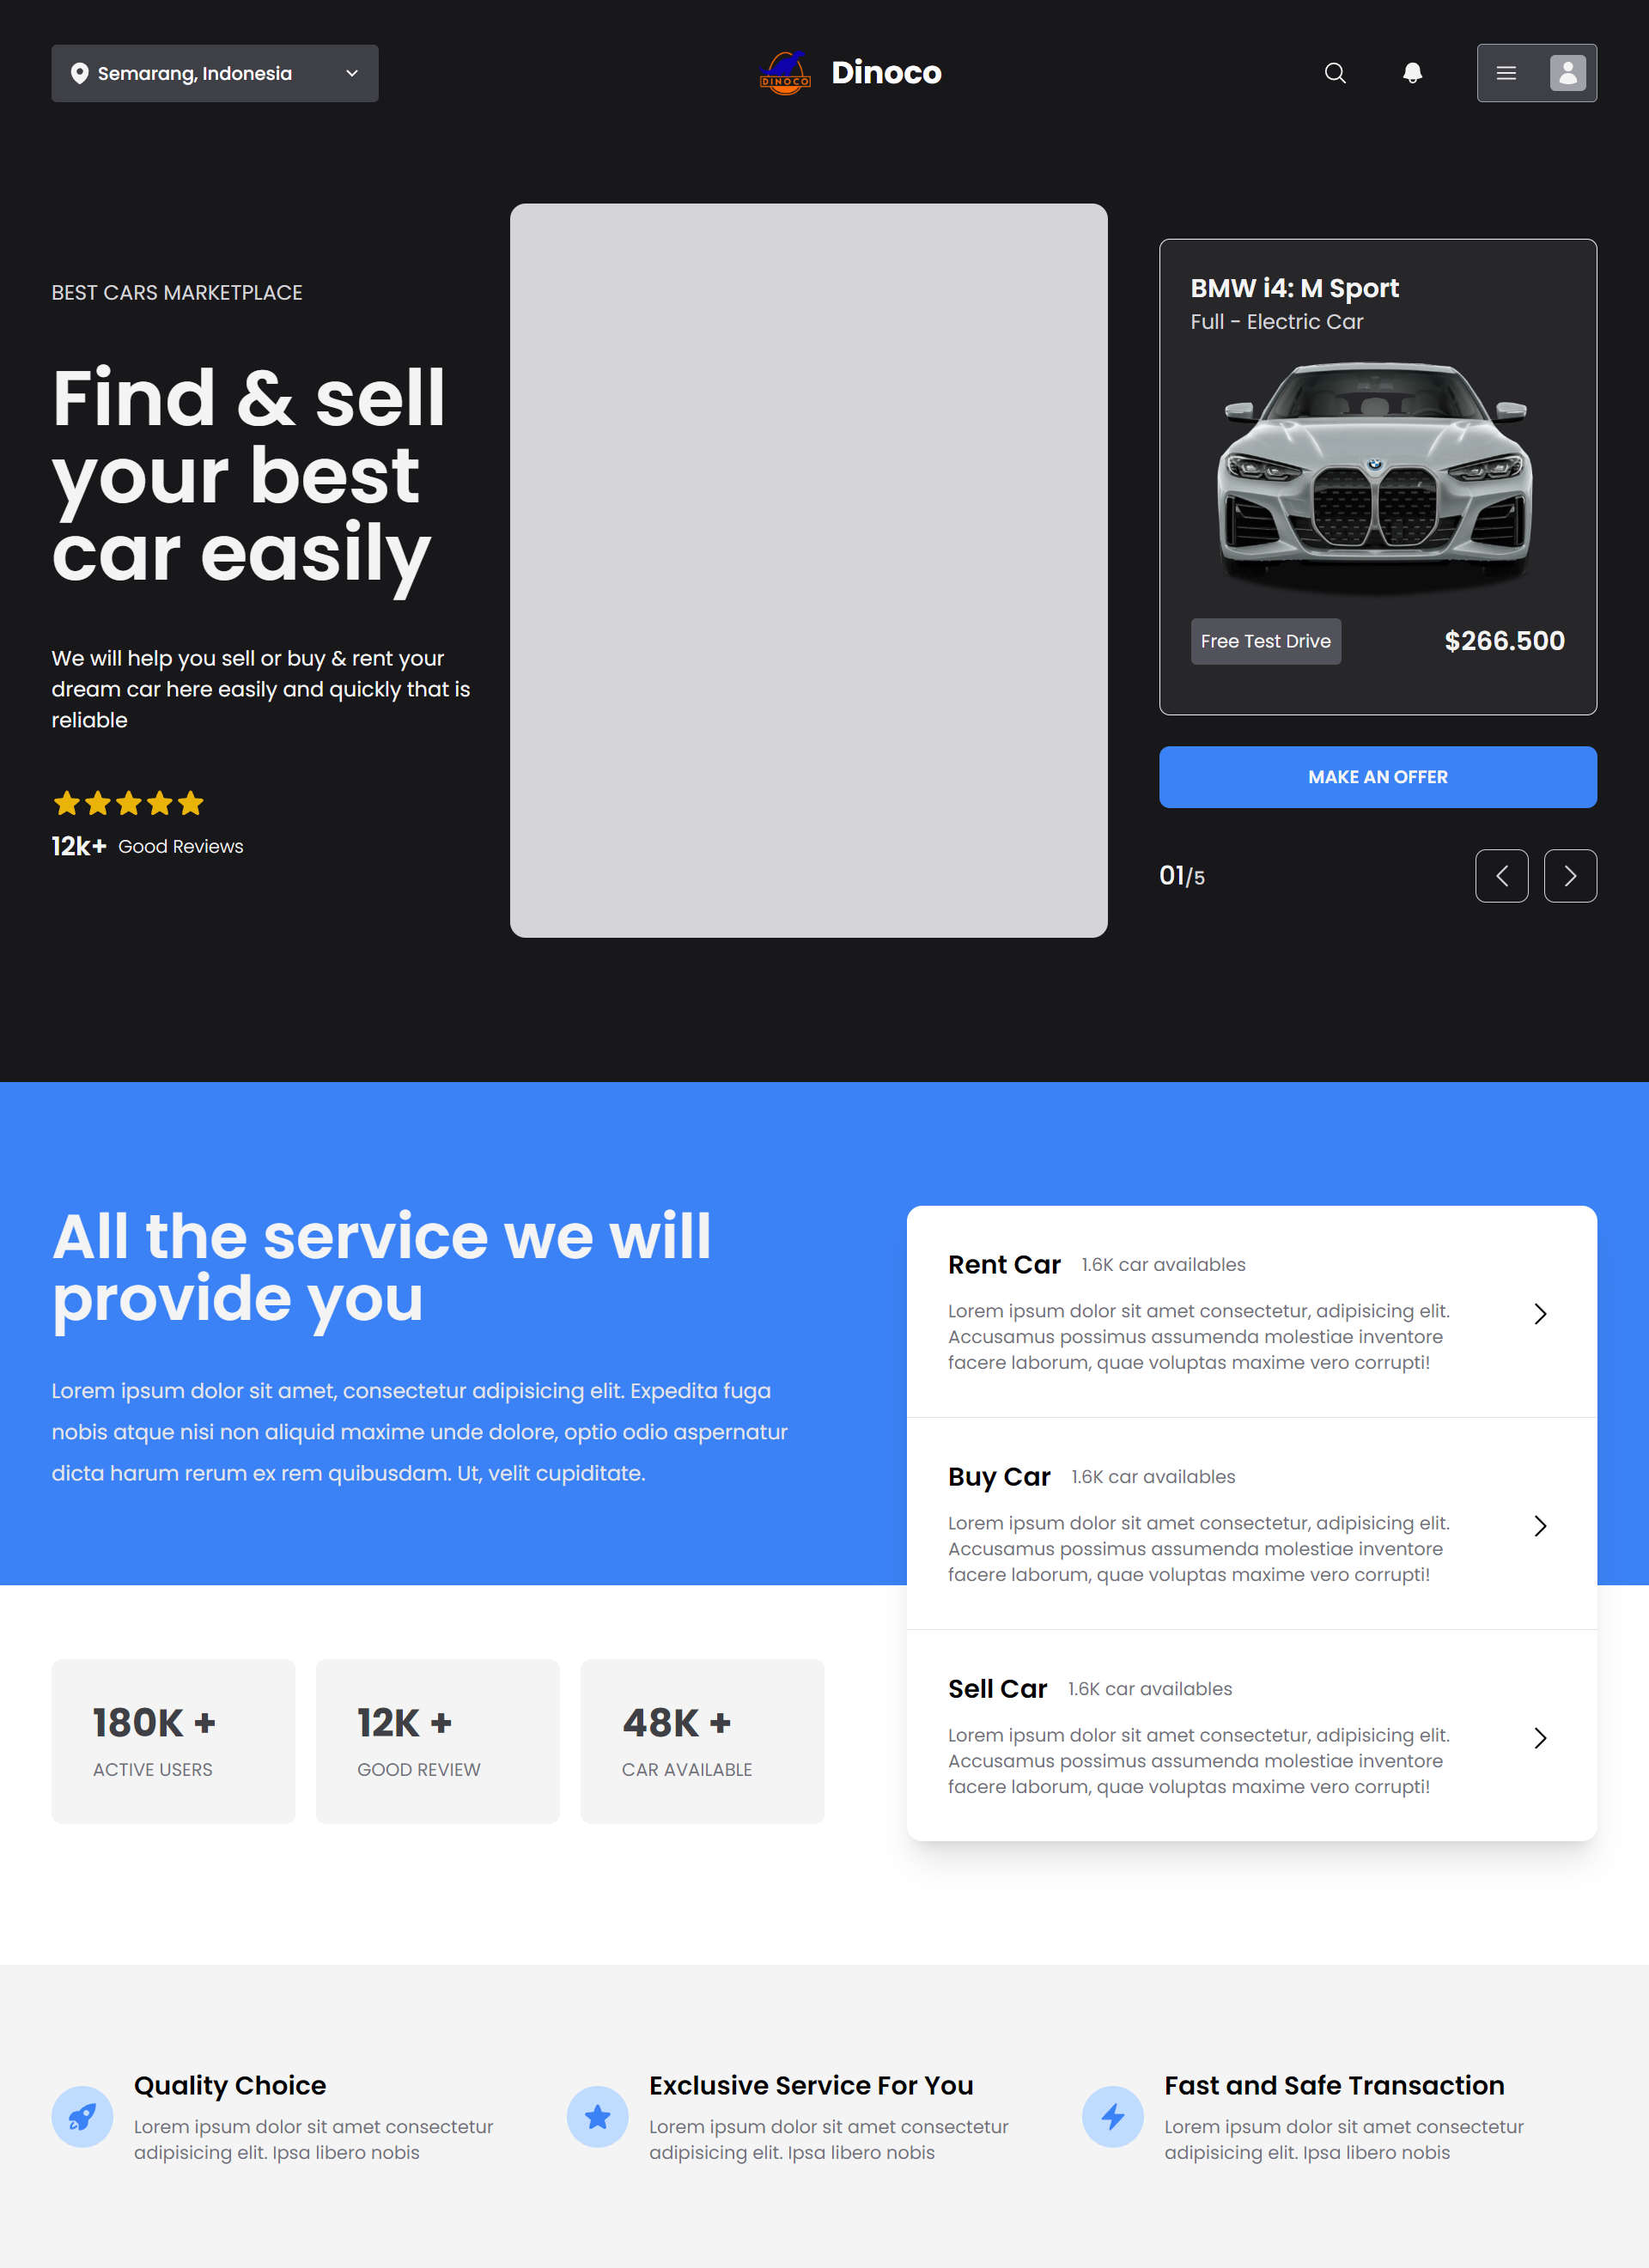 Semarang, Indonesia
DINOCO
Dinoco
BEST CARS MARKETPLACE
Find & sell
your best
car easily
We will help you sell or buy & rent your
dream car here easily and quickly that is
reliable
12k+ Good Reviews
BMW i4: M Sport
Full - Electric Car
Free Test Drive
$266.500
MAKE AN OFFER
01/5
All the service we will
provide you
Lorem ipsum dolor sit amet, consectetur adipisicing elit. Expedita fuga
nobis atque nisi non aliquid maxime unde dolore, optio odio aspernatur
dicta harum rerum ex rem quibusdam. Ut, velit cupiditate.
Rent Car 1.6K car availables
Lorem ipsum dolor sit amet consectetur, adipisicing elit.
Accusamus possimus assumenda molestiae inventore
facere laborum, quae voluptas maxime vero corrupti!
Buy Car 1.6K car availables
Lorem ipsum dolor sit amet consectetur, adipisicing elit.
Accusamus possimus assumenda molestiae inventore
facere laborum, quae voluptas maxime vero corrupti!
Sell Car 1.6K car availables
Lorem ipsum dolor sit amet consectetur, adipisicing elit.
Accusamus possimus assumenda molestiae inventore
facere laborum, quae voluptas maxime vero corrupti!
180K +
ACTIVE USERS
12K +
GOOD REVIEW
48K +
CAR AVAILABLE
Quality Choice
Lorem ipsum dolor sit amet consectetur
adipisicing elit. Ipsa libero nobis
Exclusive Service For You
Lorem ipsum dolor sit amet consectetur
adipisicing elit. Ipsa libero nobis
Fast and Safe Transaction
Lorem ipsum dolor sit amet consectetur
adipisicing elit. Ipsa libero nobis